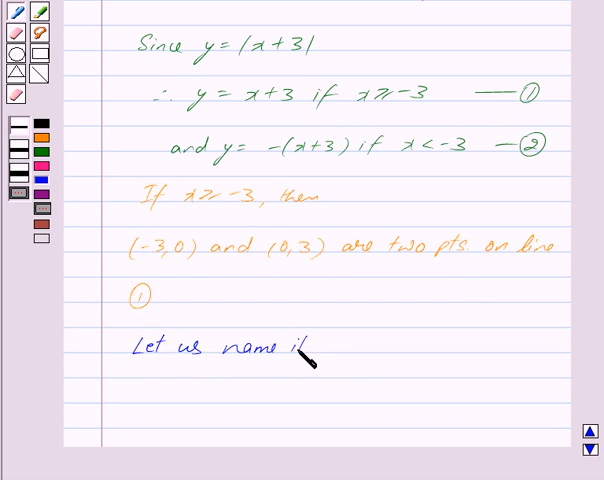 Since y = |x+3|
∴ y = x+3 if x ≥ -3 —— ①
and y = -(x+3) if x < -3 — ②
If x ≥ -3, then
(-3,0) and (0,3) are two pts. on line
①
Let us name it